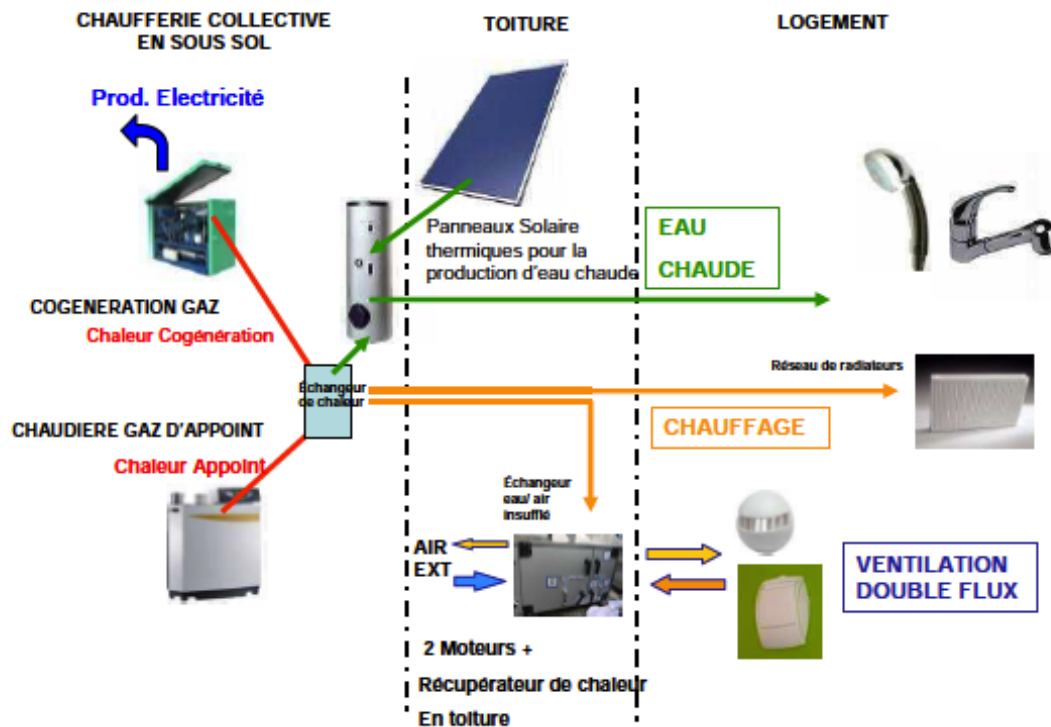 CHAUFFERIE COLLECTIVE
EN SOUS SOL
TOITURE
LOGEMENT
Prod. Electricité
Panneaux Solaire
thermiques pour la
production d'eau chaude
EAU
CHAUDE
COGENERATION GAZ
Chaleur Cogénération
Échangeur
de chaleur
Réseau de radiateurs
CHAUFFAGE
CHAUDIERE GAZ D'APPOINT
Chaleur Appoint
Échangeur
eau/ air
insufflé
AIR
EXT
VENTILATION
DOUBLE FLUX
2 Moteurs +
Récupérateur de chaleur
En toiture